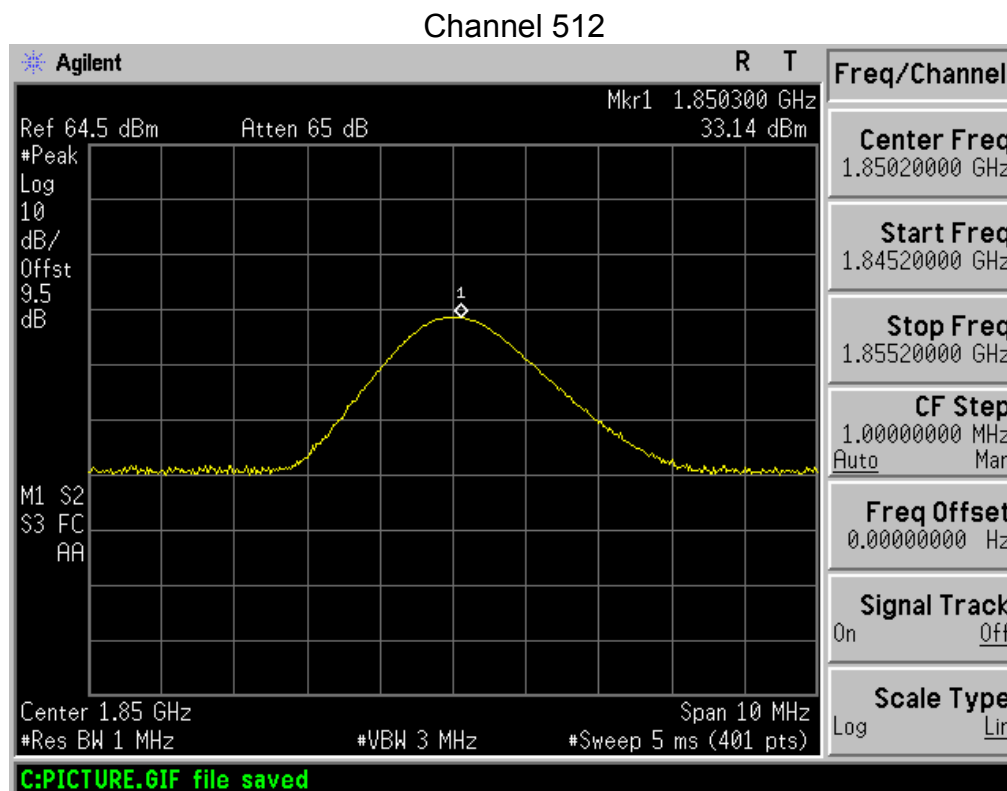 Channel 512
Agilent R T
Mkr1 1.850300 GHz
Ref 64.5 dBm Atten 65 dB 33.14 dBm
#Peak
Log
10
dB/
Offst
9.5
dB
1
M1 S2
S3 FC
AA
Center 1.85 GHz Span 10 MHz
#Res BW 1 MHz #VBW 3 MHz #Sweep 5 ms (401 pts)
C:PICTURE.GIF file saved
Freq/Channel
Center Freq
1.85020000 GHz
Start Freq
1.84520000 GHz
Stop Freq
1.85520000 GHz
CF Step
1.00000000 MHz
Auto Man
Freq Offset
0.00000000 Hz
Signal Track
On Off
Scale Type
Log Lin